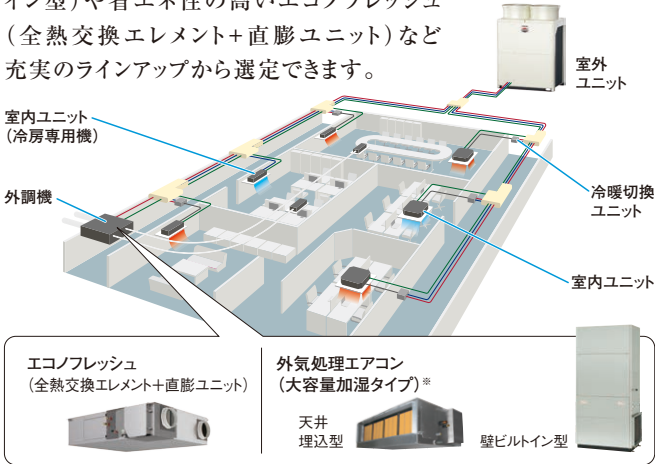 イン型)や省エネ性の高いエコノフレッシュ
(全熱交換エレメント+直膨ユニット)など
充実のラインアップから選定できます。
室外
ユニット
室内ユニット
(冷房専用機)
外調機
冷暖切換
ユニット
室内ユニット
エコノフレッシュ
(全熱交換エレメント+直膨ユニット)
外気処理エアコン
(大容量加湿タイプ)※
天井
埋込型
壁ビルトイン型